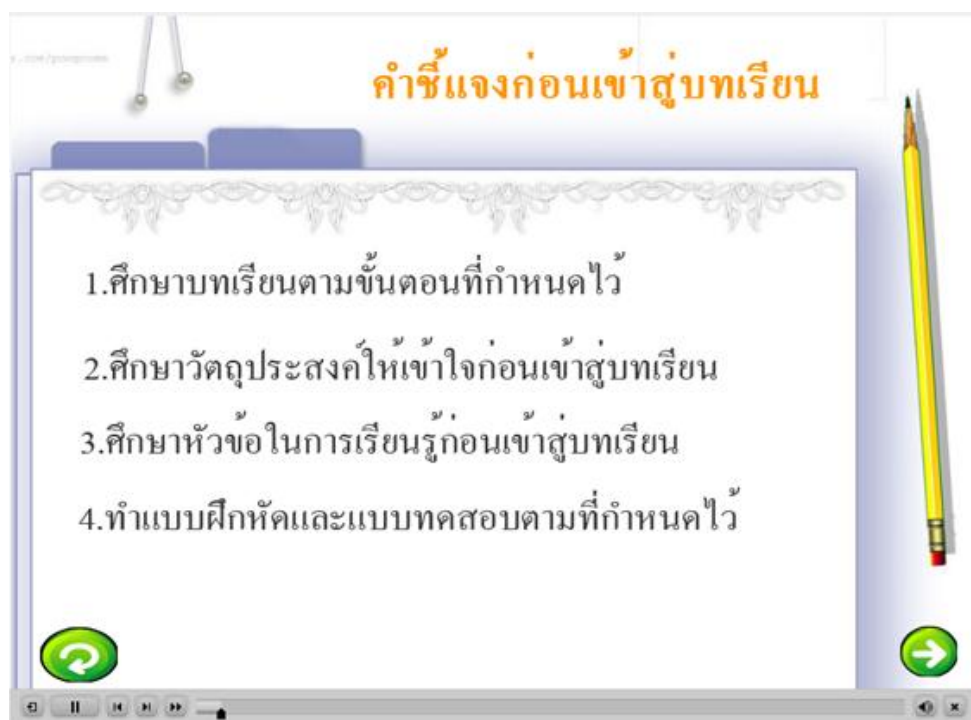 คำชี้แจงก่อนเข้าสู่บทเรียน
1.ศึกษาบทเรียนตามขั้นตอนที่กำหนดไว้
2.ศึกษาวัตถุประสงค์ให้เข้าใจก่อนเข้าสู่บทเรียน
3.ศึกษาหัวข้อในการเรียนรู้ก่อนเข้าสู่บทเรียน
4.ทำแบบฝึกหัดและแบบทดสอบตามที่กำหนดไว้